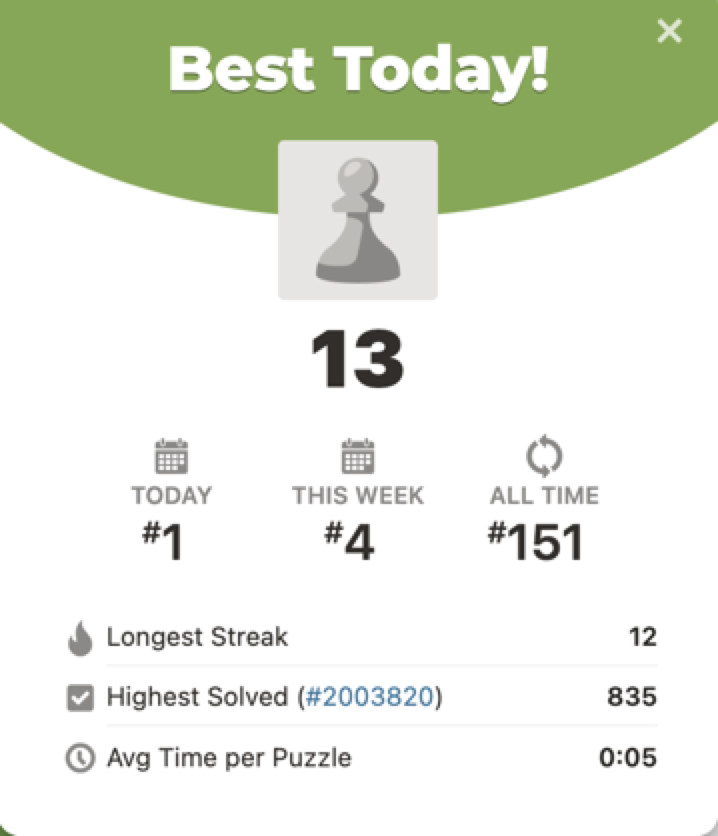 Best Today!
13
TODAY THIS WEEK ALL TIME
#1 #4 #151
Longest Streak 12
Highest Solved (#2003820) 835
Avg Time per Puzzle 0:05